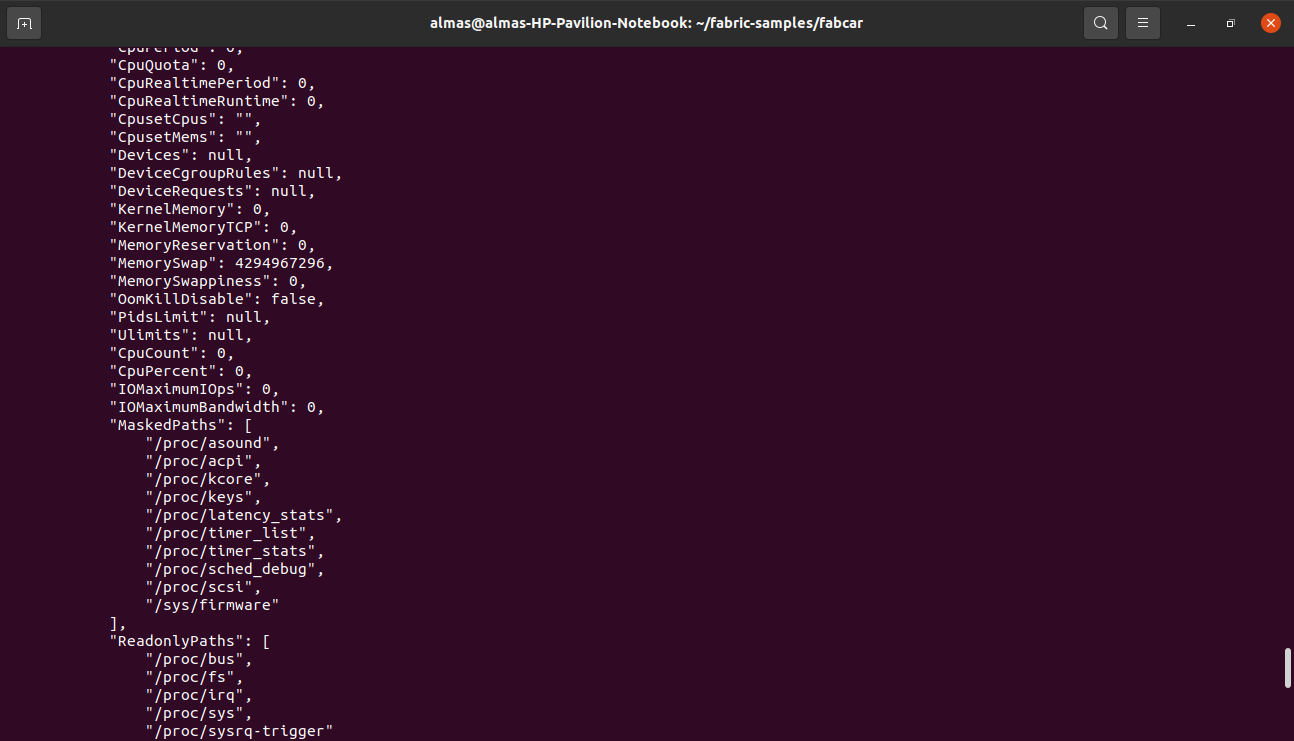 almas@almas-HP-Pavilion-Notebook: ~/fabric-samples/fabcar
"CpuPeriod": 0,
"CpuQuota": 0,
"CpuRealtimePeriod": 0,
"CpuRealtimeRuntime": 0,
"CpusetCpus": "",
"CpusetMems": "",
"Devices": null,
"DeviceCgroupRules": null,
"DeviceRequests": null,
"KernelMemory": 0,
"KernelMemoryTCP": 0,
"MemoryReservation": 0,
"MemorySwap": 4294967296,
"MemorySwappiness": 0,
"OomKillDisable": false,
"PidsLimit": null,
"Ulimits": null,
"CpuCount": 0,
"CpuPercent": 0,
"IOMaximumIOps": 0,
"IOMaximumBandwidth": 0,
"MaskedPaths": [
"/proc/asound",
"/proc/acpi",
"/proc/kcore",
"/proc/keys",
"/proc/latency_stats",
"/proc/timer_list",
"/proc/timer_stats",
"/proc/sched_debug",
"/proc/scsi",
"/sys/firmware"
],
"ReadonlyPaths": [
"/proc/bus",
"/proc/fs",
"/proc/irq",
"/proc/sys",
"/proc/sysrq-trigger"